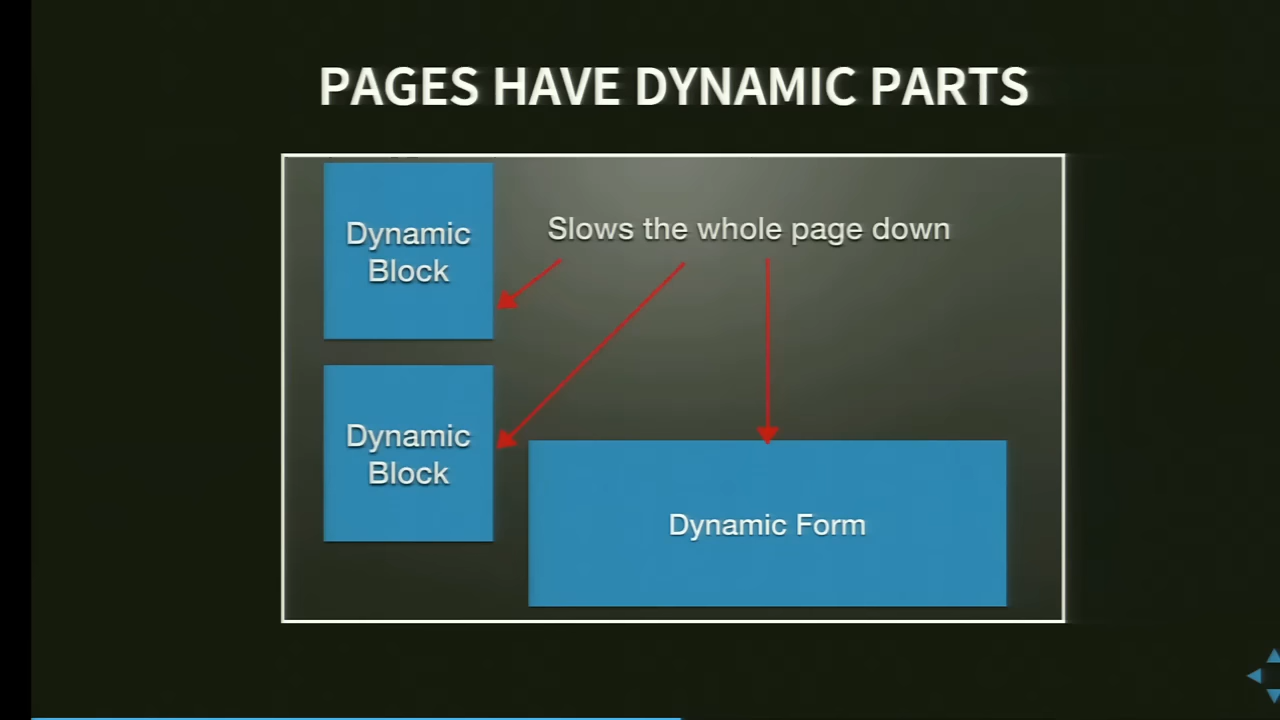 PAGES HAVE DYNAMIC PARTS
Dynamic
Block
Slows the whole page down
Dynamic
Block
Dynamic Form